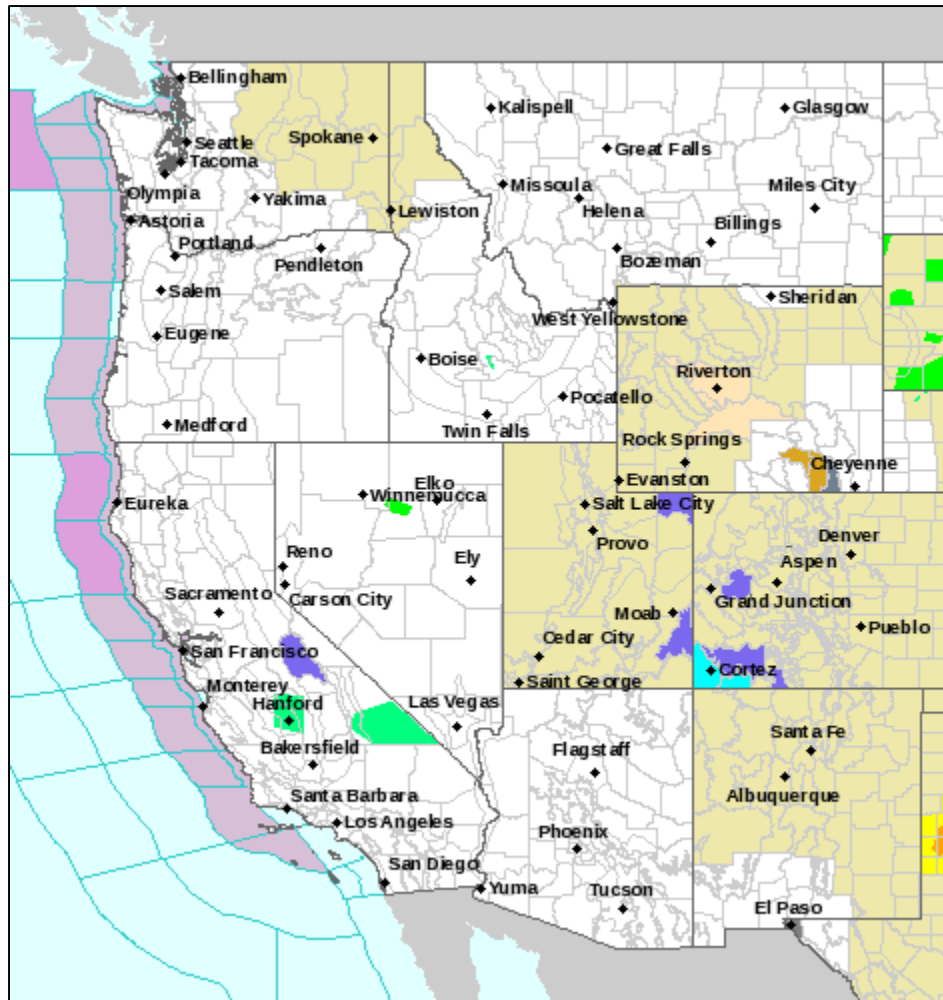 Bellingham
Kalispell
Glasgow
Spokane
Seattle
Great Falls
Tacoma
Missoula
Miles City
Olympia
Yakima
Helena
Lewiston
Astoria
Billings
Portland
Bozeman
Pendleton
Salem
Sheridan
West Yellowstone
Eugene
Boise
Riverton
Pocatello
Medford
Twin Falls
Rock Springs
Cheyenne
Elko
Evanston
Winnemucca
Eureka
Salt Lake City
Denver
Provo
Reno
Ely
Aspen
Sacramento
Carson City
Grand Junction
Moab
Pueblo
Cedar City
San Francisco
Cortez
Saint George
Monterey
Hanford
Las Vegas
Santa Fe
Bakersfield
Flagstaff
Albuquerque
Santa Barbara
Los Angeles
Phoenix
San Diego
Yuma
Tucson
El Paso